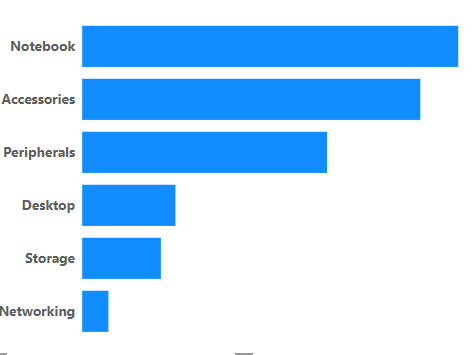 Notebook
Accessories
Peripherals
Desktop
Storage
Networking